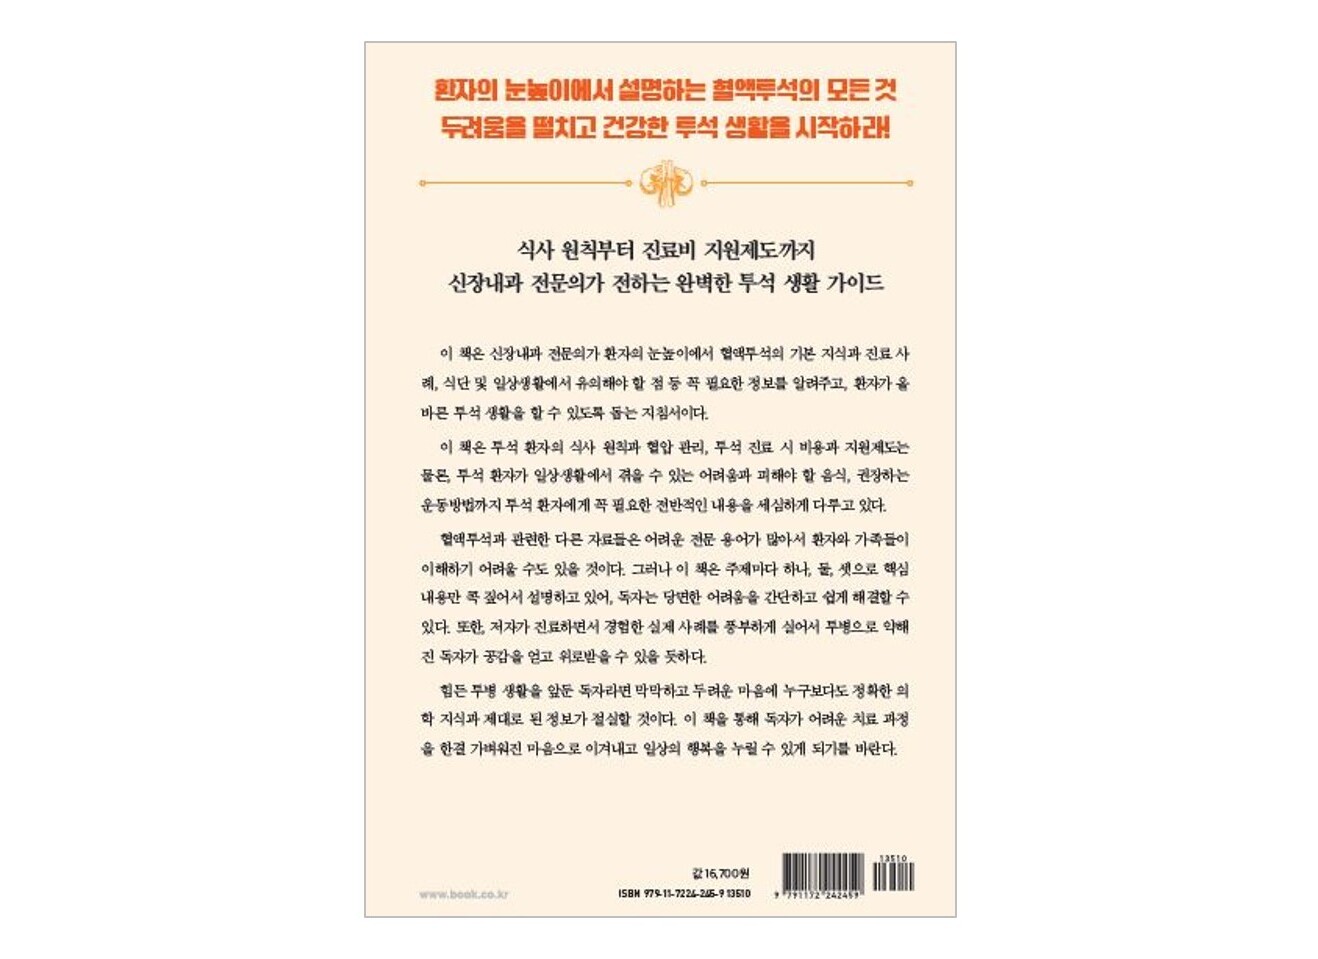 환자의 눈높이에서 설명하는 혈액투석의 모든 것
두려움을 떨치고 건강한 투석 생활을 시작하라!
식사 원칙부터 진료비 지원제도까지
신장내과 전문의가 전하는 완벽한 투석 생활 가이드
이 책은 신장내과 전문의가 환자의 눈높이에서 혈액투석의 기본 지식과 진료 사
례, 식단 및 일상생활에서 유의해야 할 점 등 꼭 필요한 정보를 알려주고, 환자가 올
바른 투석 생활을 할 수 있도록 돕는 지침서이다.
이 책은 투석 환자의 식사 원칙과 혈압 관리, 투석 진료 시 비용과 지원제도는
물론, 투석 환자가 일상생활에서 겪을 수 있는 어려움과 피해야 할 음식, 권장하는
운동방법까지 투석 환자에게 꼭 필요한 전반적인 내용을 세심하게 다루고 있다.
혈액투석과 관련한 다른 자료들은 어려운 전문 용어가 많아서 환자와 가족들이
이해하기 어려울 수도 있을 것이다. 그러나 이 책은 주제마다 하나, 둘, 셋으로 핵심
내용만 콕 짚어서 설명하고 있어, 독자는 당면한 어려움을 간단하고 쉽게 해결할 수
있다. 또한, 저자가 진료하면서 경험한 실제 사례를 풍부하게 실어서 투병으로 약해
진 독자가 공감을 얻고 위로받을 수 있을 듯하다.
힘든 투병 생활을 앞둔 독자라면 막막하고 두려운 마음에 누구보다도 정확한 의
학 지식과 제대로 된 정보가 절실할 것이다. 이 책을 통해 독자가 어려운 치료 과정
을 한결 가벼워진 마음으로 이겨내고 일상의 행복을 누릴 수 있게 되기를 바란다.
13510
값 16,700원
www.book.co.kr
ISBN 979-11-7224-245-9 13510
9 791172 242459